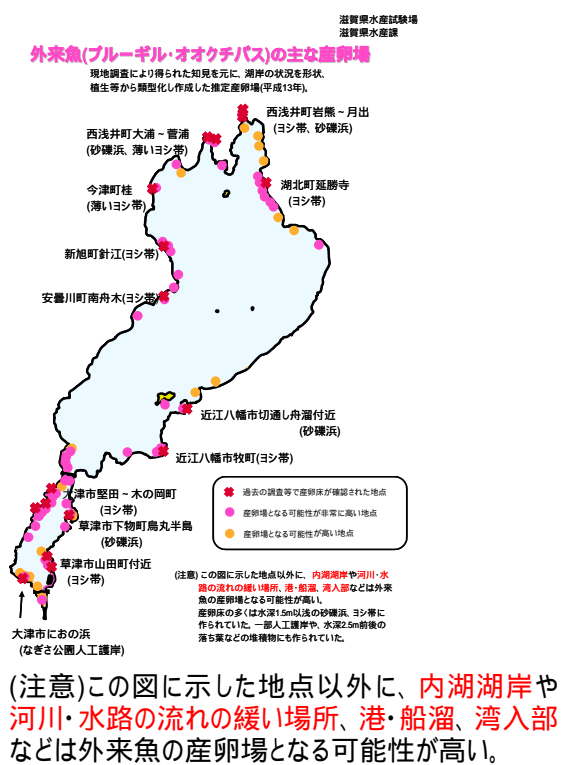 滋賀県水産試験場
滋賀県水産課
外来魚(ブルーギル・オオクチバス)の主な産卵場
現地調査により得られた知見を元に、湖岸の状況を形状、
植生等から類型化し作成した推定産卵場(平成13年)。
西浅井町岩熊~月出
(ヨシ帯、砂礫浜)
西浅井町大浦~菅浦
(砂礫浜、薄いヨシ帯)
湖北町延勝寺
(ヨシ帯)
今津町桂
(薄いヨシ帯)
新旭町針江(ヨシ帯)
安曇川町南舟木(ヨシ帯)
近江八幡市切通し舟溜付近
(砂礫浜)
近江八幡市牧町(ヨシ帯)
大津市堅田~木の岡町
(ヨシ帯)
草津市下物町烏丸半島
(砂礫浜)
草津市山田町付近
(ヨシ帯)
大津市におの浜
(なぎさ公園人工護岸)
過去の調査等で産卵床が確認された地点
産卵場となる可能性が非常に高い地点
産卵場となる可能性が高い地点
(注意) この図に示した地点以外に、内湖湖岸や河川・水
路の流れの緩い場所、港・船溜、湾入部などは外来
魚の産卵場となる可能性が高い。
産卵床の多くは水深1.5m以浅の砂礫浜、ヨシ帯に
作られていた。一部人工護岸や、水深2.5m前後の
落ち葉などの堆積物にも作られていた。
(注意)この図に示した地点以外に、内湖湖岸や
河川・水路の流れの緩い場所、港・船溜、湾入部
などは外来魚の産卵場となる可能性が高い。